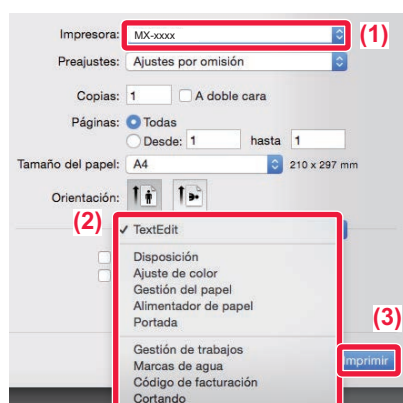 Impresora: MX-xxxx (1)
Preajustes: Ajustes por omisión
Copias: 1 A doble cara
Páginas: Todas
Desde: 1 hasta 1
Tamaño del papel: A4 210 x 297 mm
Orientación:
(2)
✓ TextEdit
Disposición
Ajuste de color
Gestión del papel
Alimentador de papel
Portada
(3)
Gestión de trabajos
Imprimir
Marcas de agua
Código de facturación
Cortando